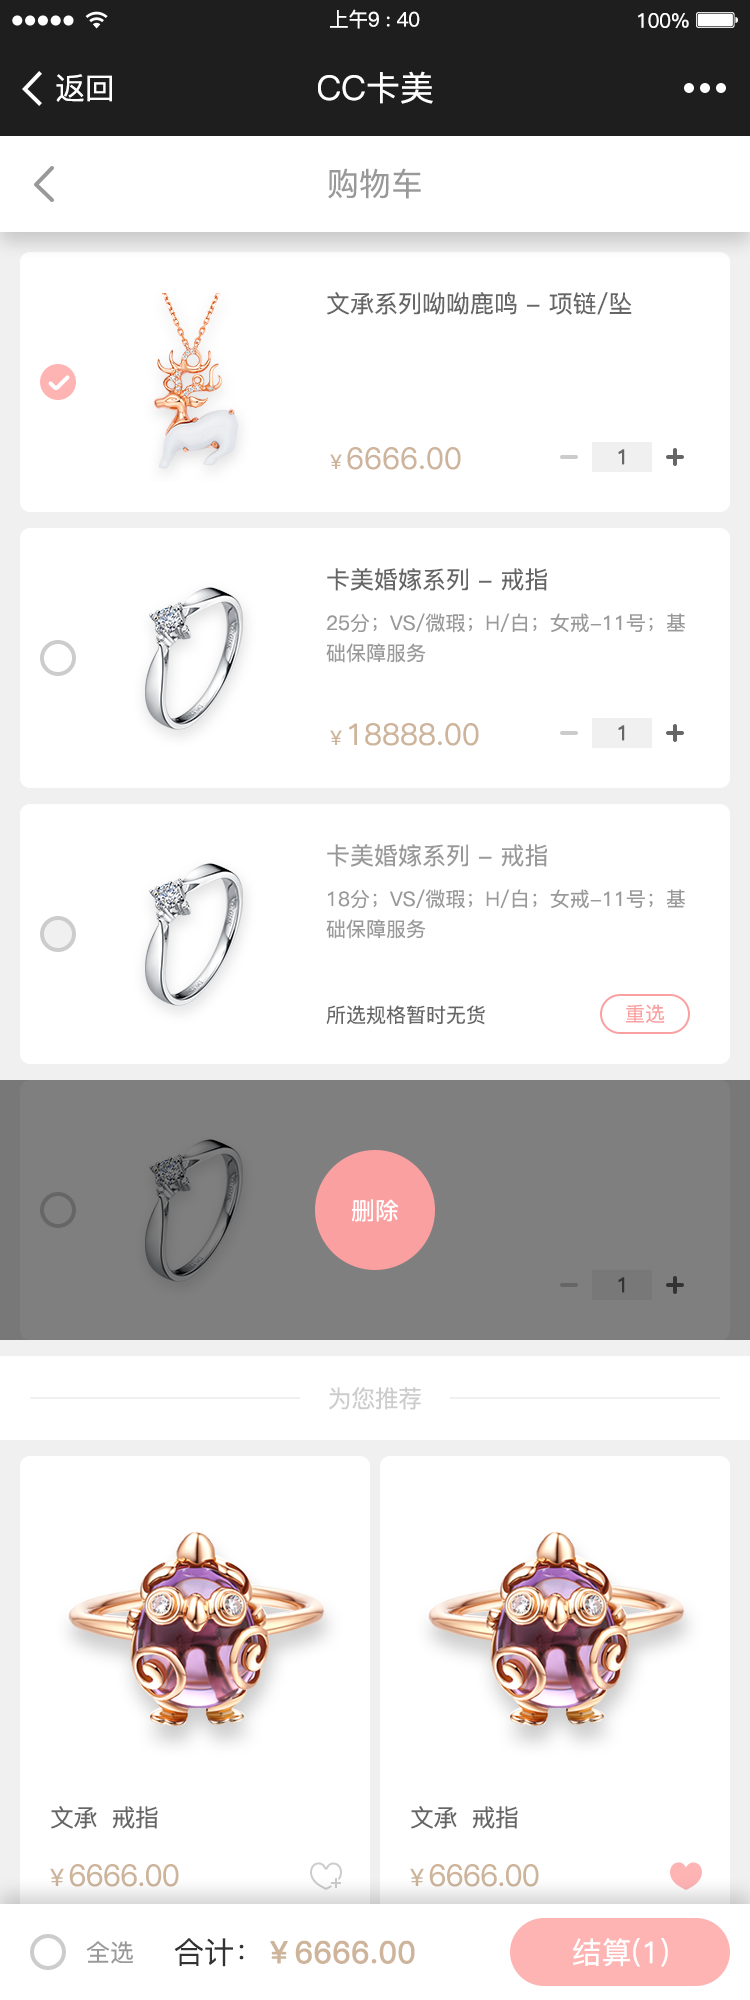 上午9 : 40
100%
返回
CC卡美
购物车
文承系列呦呦鹿鸣 – 项链/坠
¥6666.00
1
卡美婚嫁系列 – 戒指
25分；VS/微瑕；H/白；女戒–11号；基
础保障服务
¥18888.00
1
卡美婚嫁系列 – 戒指
18分；VS/微瑕；H/白；女戒–11号；基
础保障服务
所选规格暂时无货
重选
删除
1
为您推荐
文承 戒指
文承 戒指
¥6666.00
¥6666.00
全选
合计：
¥6666.00
结算(1)